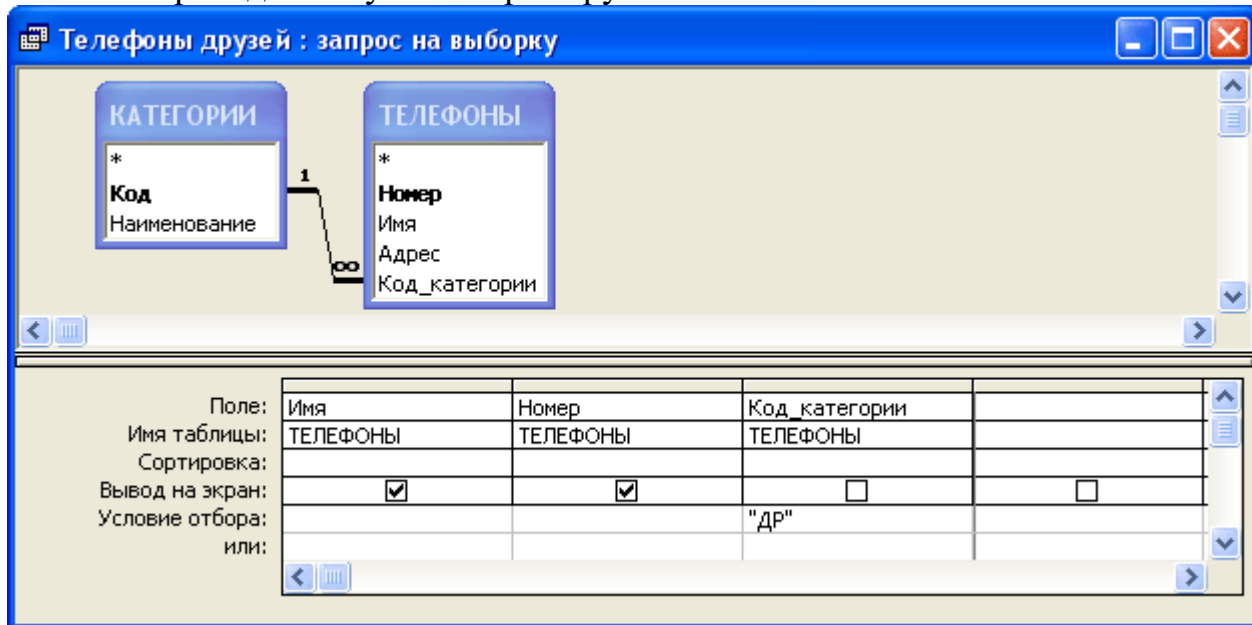 Телефоны друзей : запрос на выборку
КАТЕГОРИИ
*
Код
Наименование
1
∞
ТЕЛЕФОНЫ
*
Номер
Имя
Адрес
Код_категории
Поле: Имя Номер Код_категории
Имя таблицы: ТЕЛЕФОНЫ ТЕЛЕФОНЫ ТЕЛЕФОНЫ
Сортировка:
Вывод на экран:
Условие отбора: "ДР"
или: